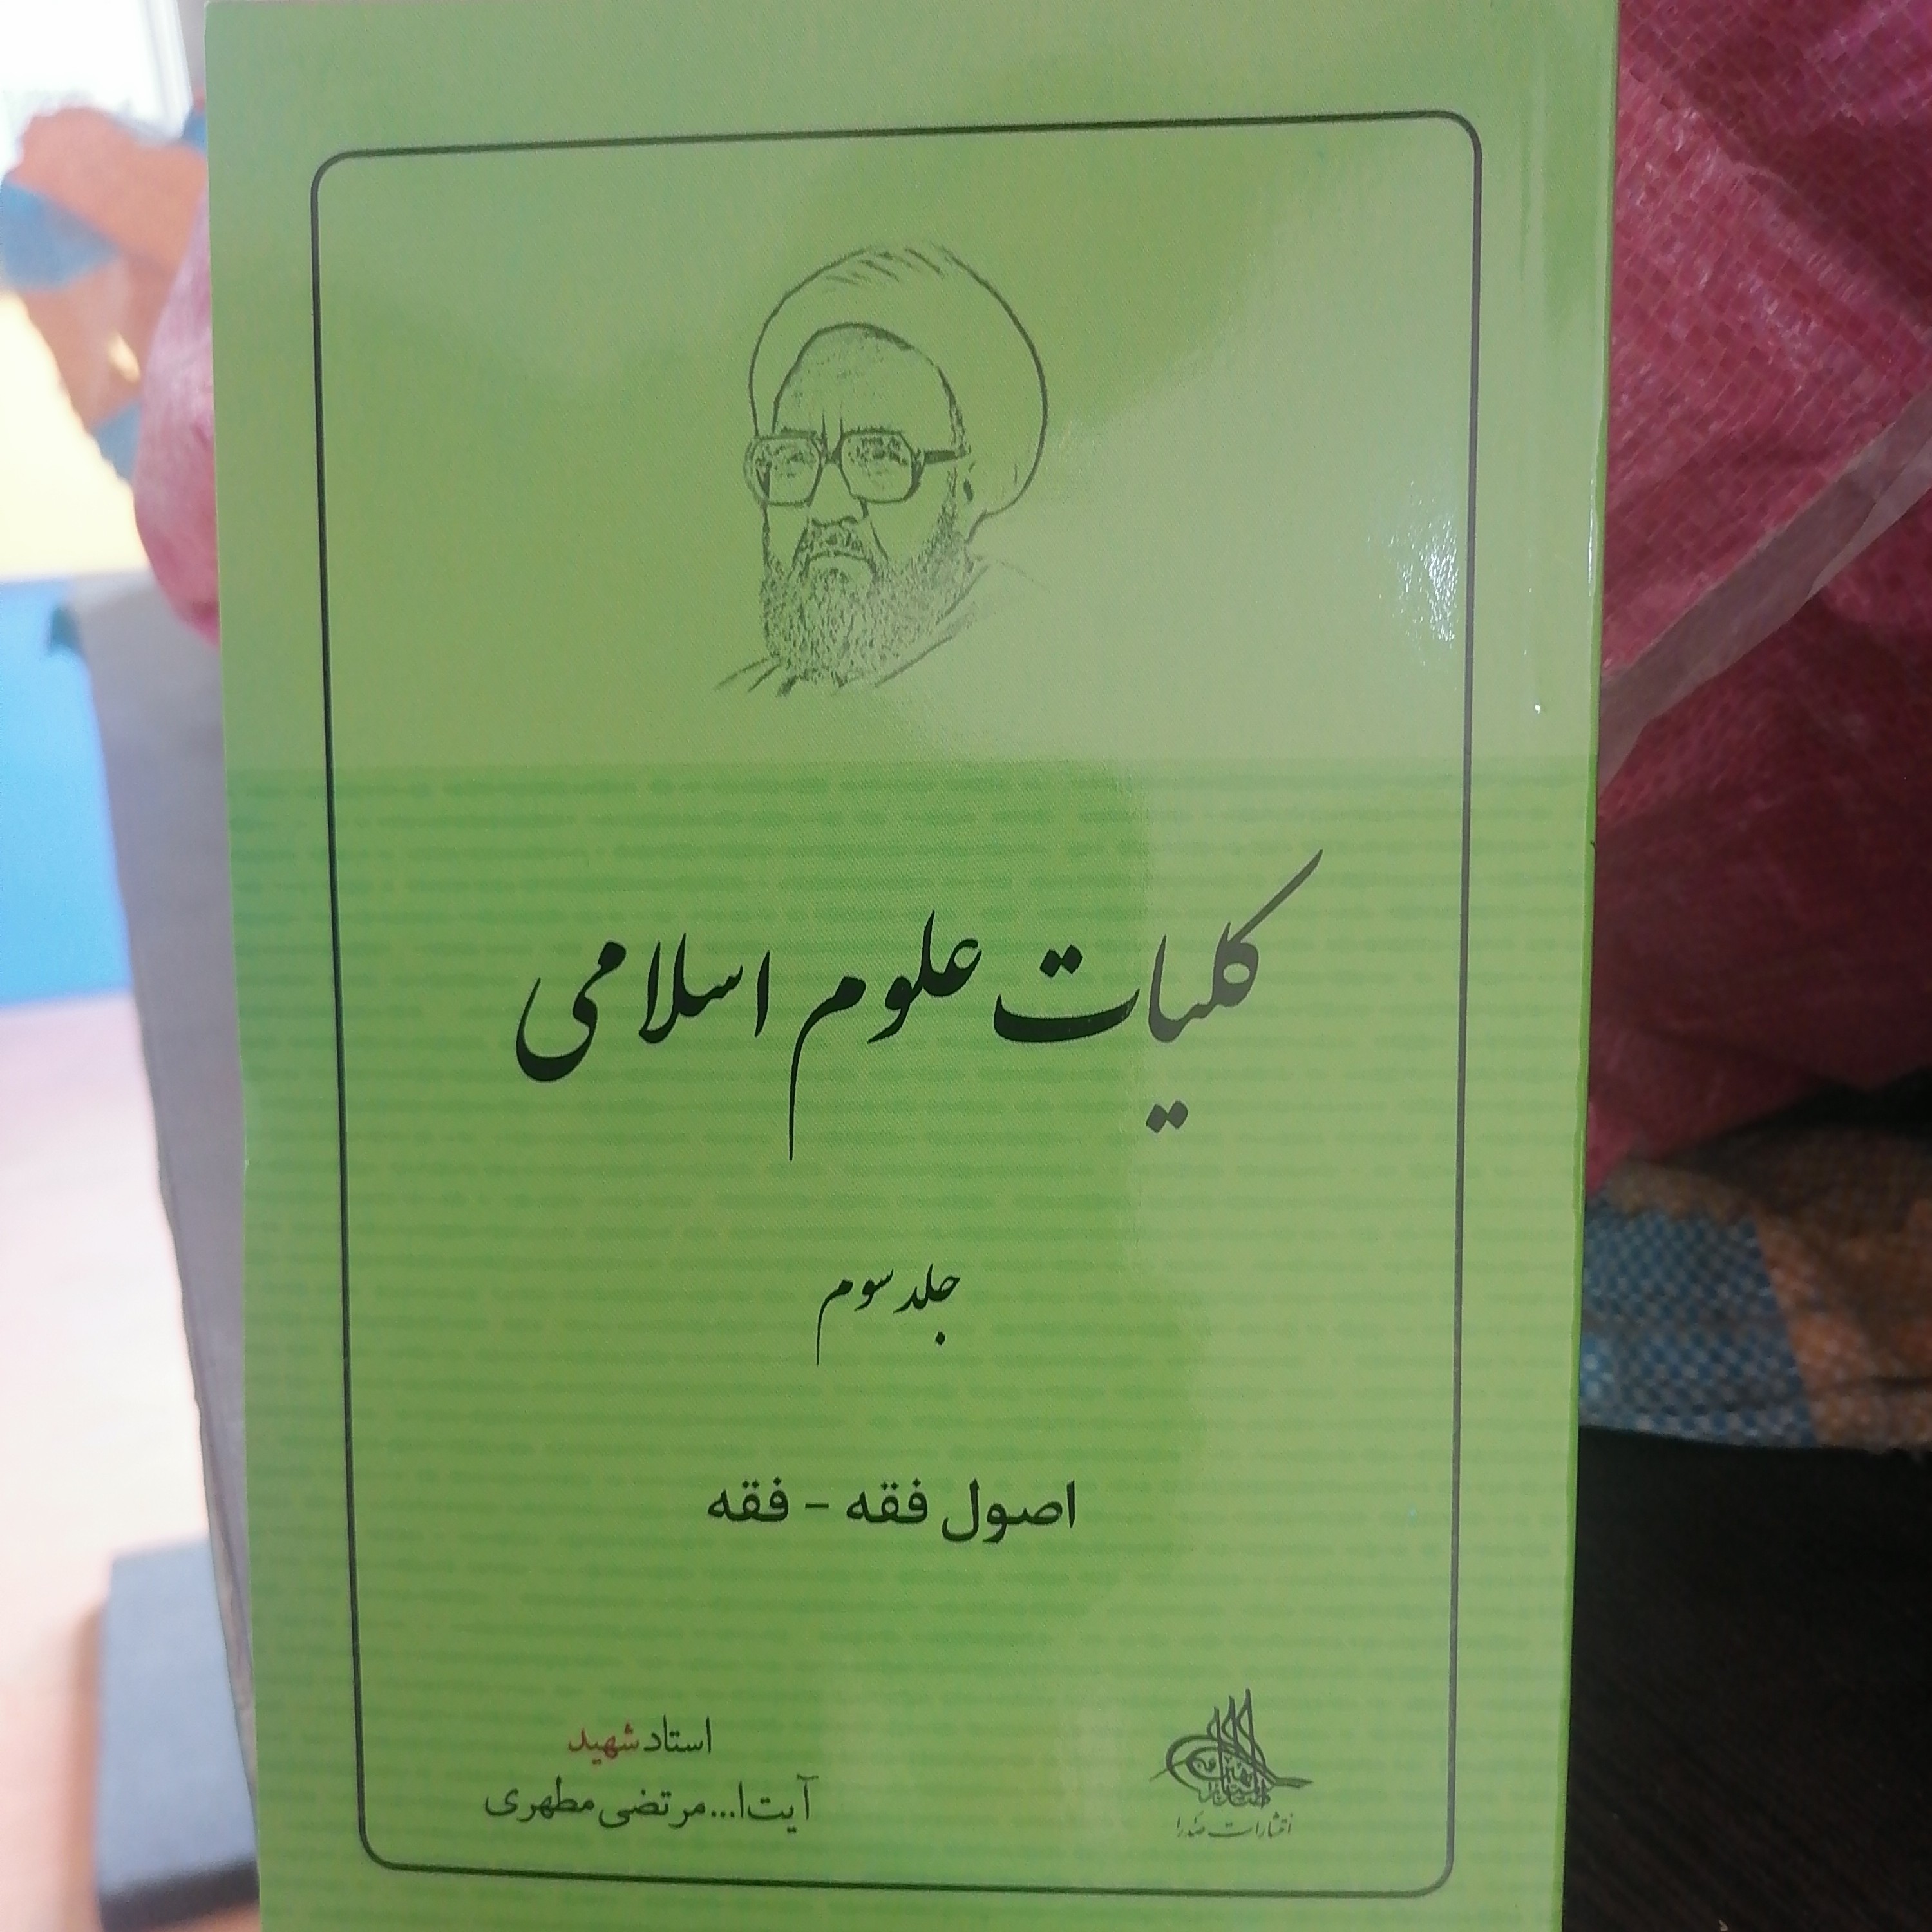 کلیات علوم اسلامی
جلد سوم
اصول فقه - فقه
استاد شهید
آیت‌ا... مرتضی مطهری
انتشارات صدرا